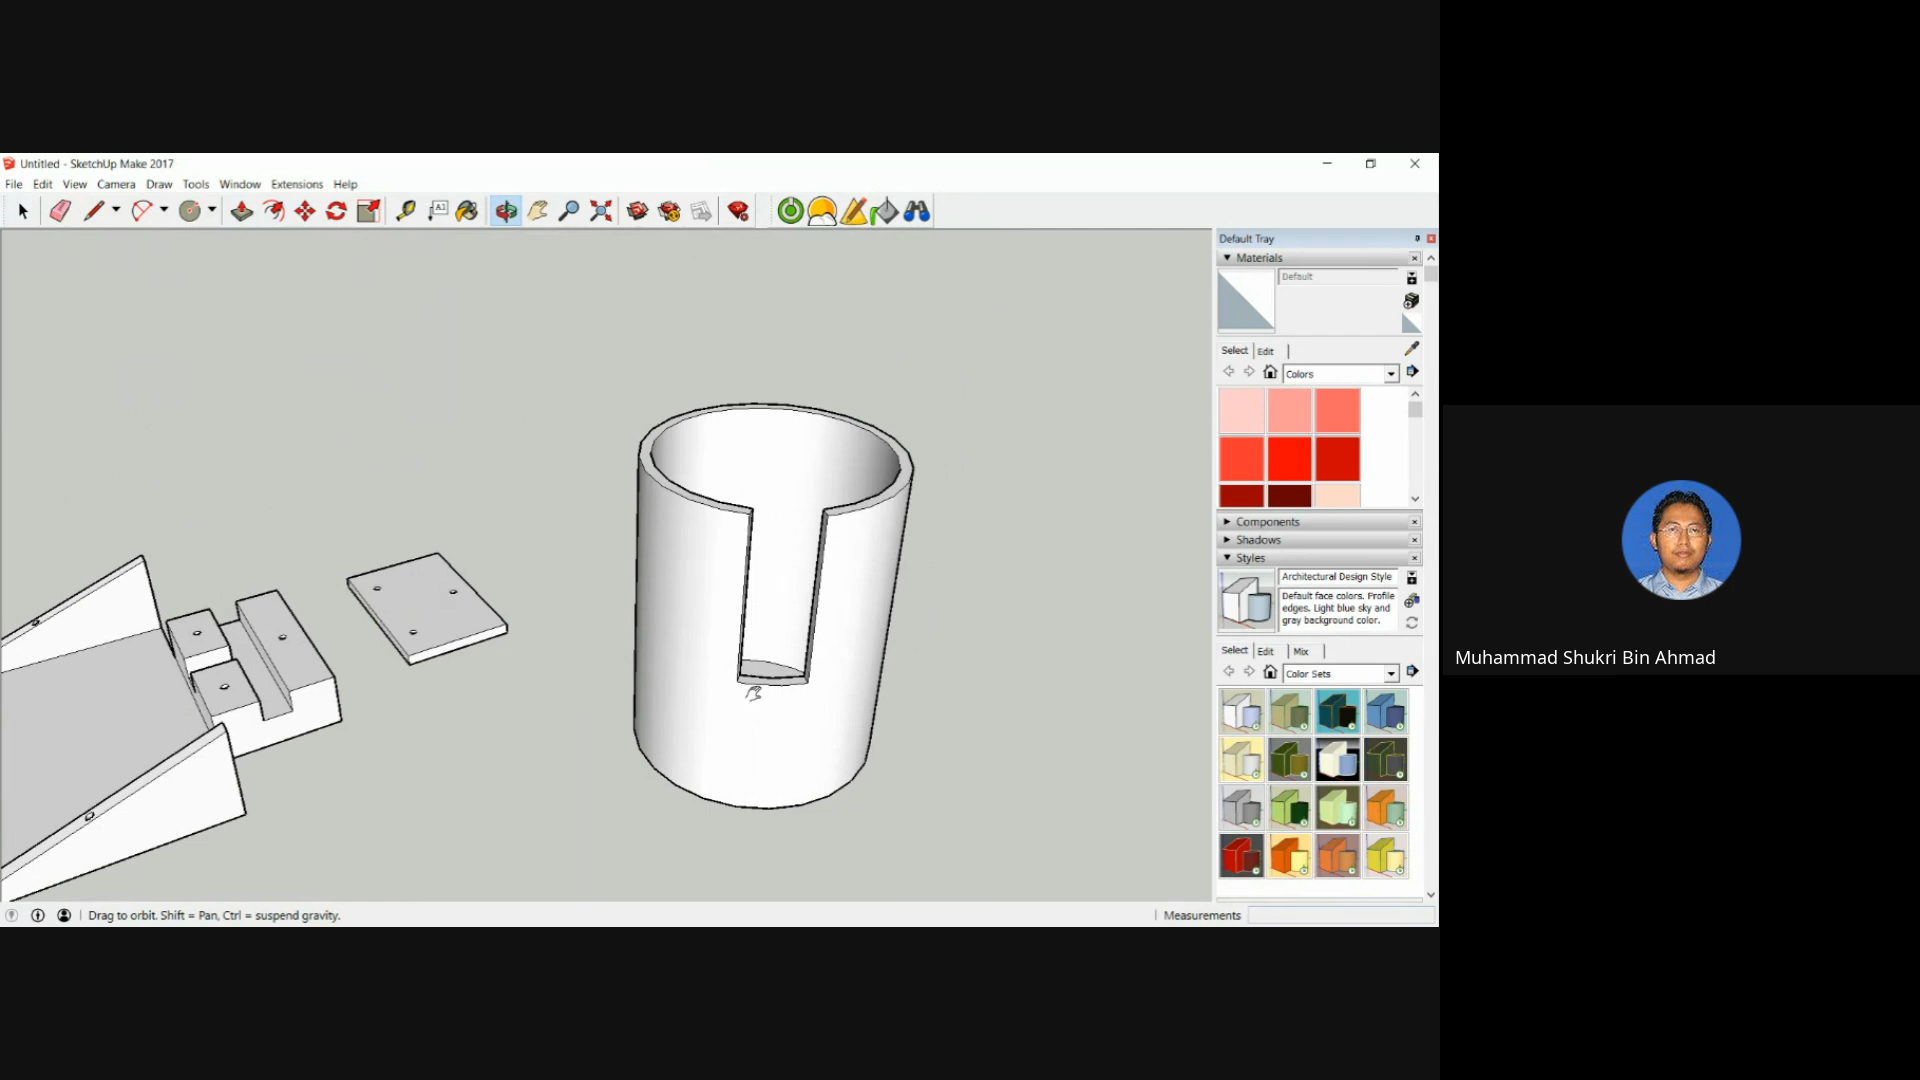 Untitled - SketchUp Make 2017
File Edit View Camera Draw Tools Window Extensions Help
A1
Default Tray
Materials
Default
Select Edit
Colors
Components
Shadows
Styles
Architectural Design Style
Default face colors. Profile
edges. Light blue sky and
gray background color.
Select Edit Mix
Color Sets
Drag to orbit. Shift = Pan, Ctrl = suspend gravity.
Measurements
Muhammad Shukri Bin Ahmad